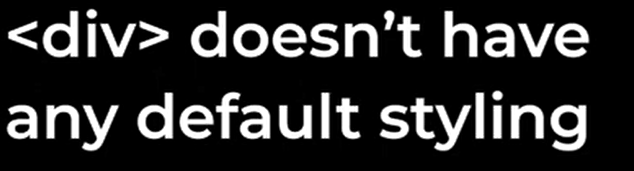 <div> doesn’t have
any default styling